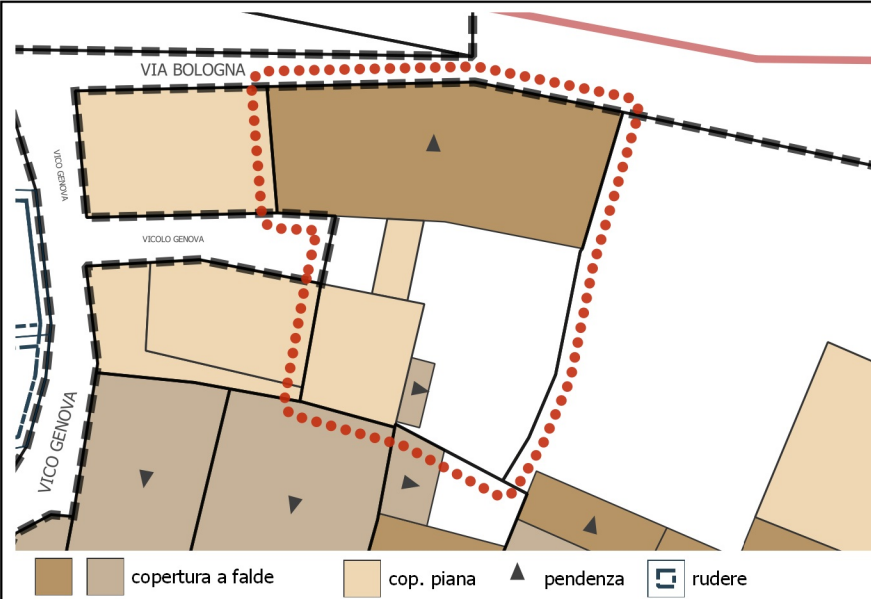 VIA BOLOGNA
VICO GENOVA
VICOLO GENOVA
VICO GENOVA
copertura a falde
cop. piana
pendenza
rudere